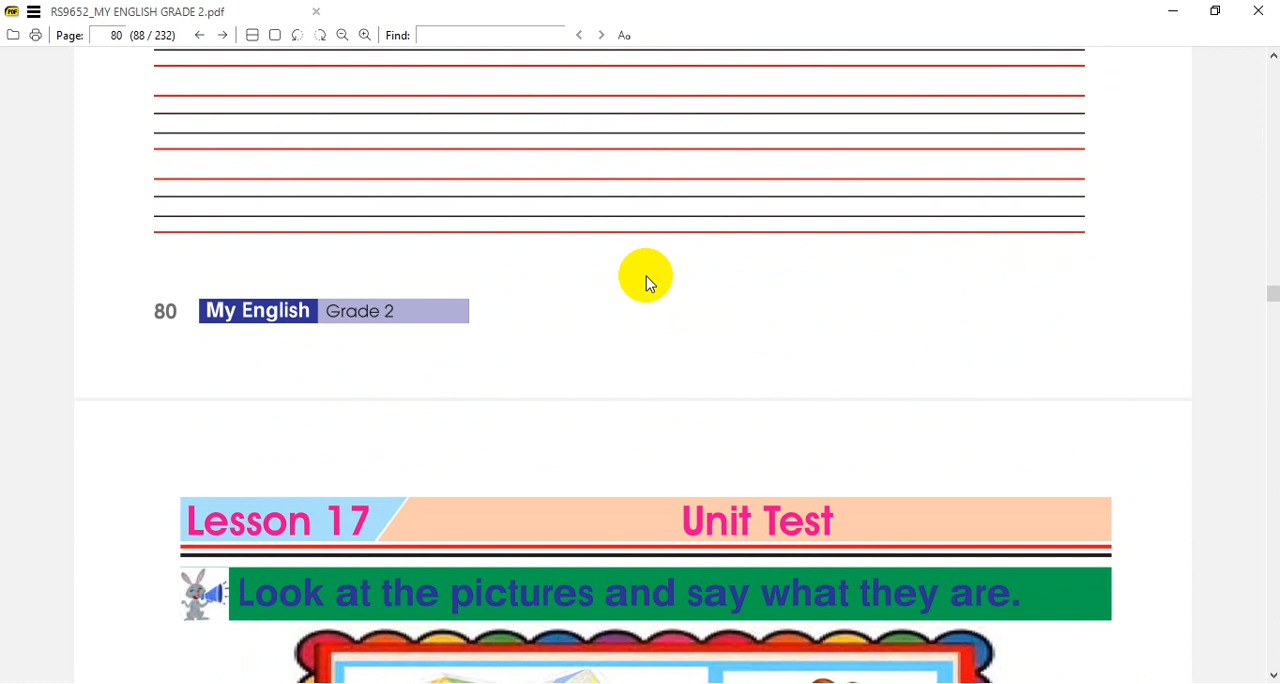 RS9652_MY ENGLISH GRADE 2.pdf
Page: 80 (88 / 232) Find:
80 My English Grade 2
Lesson 17 Unit Test
Look at the pictures and say what they are.